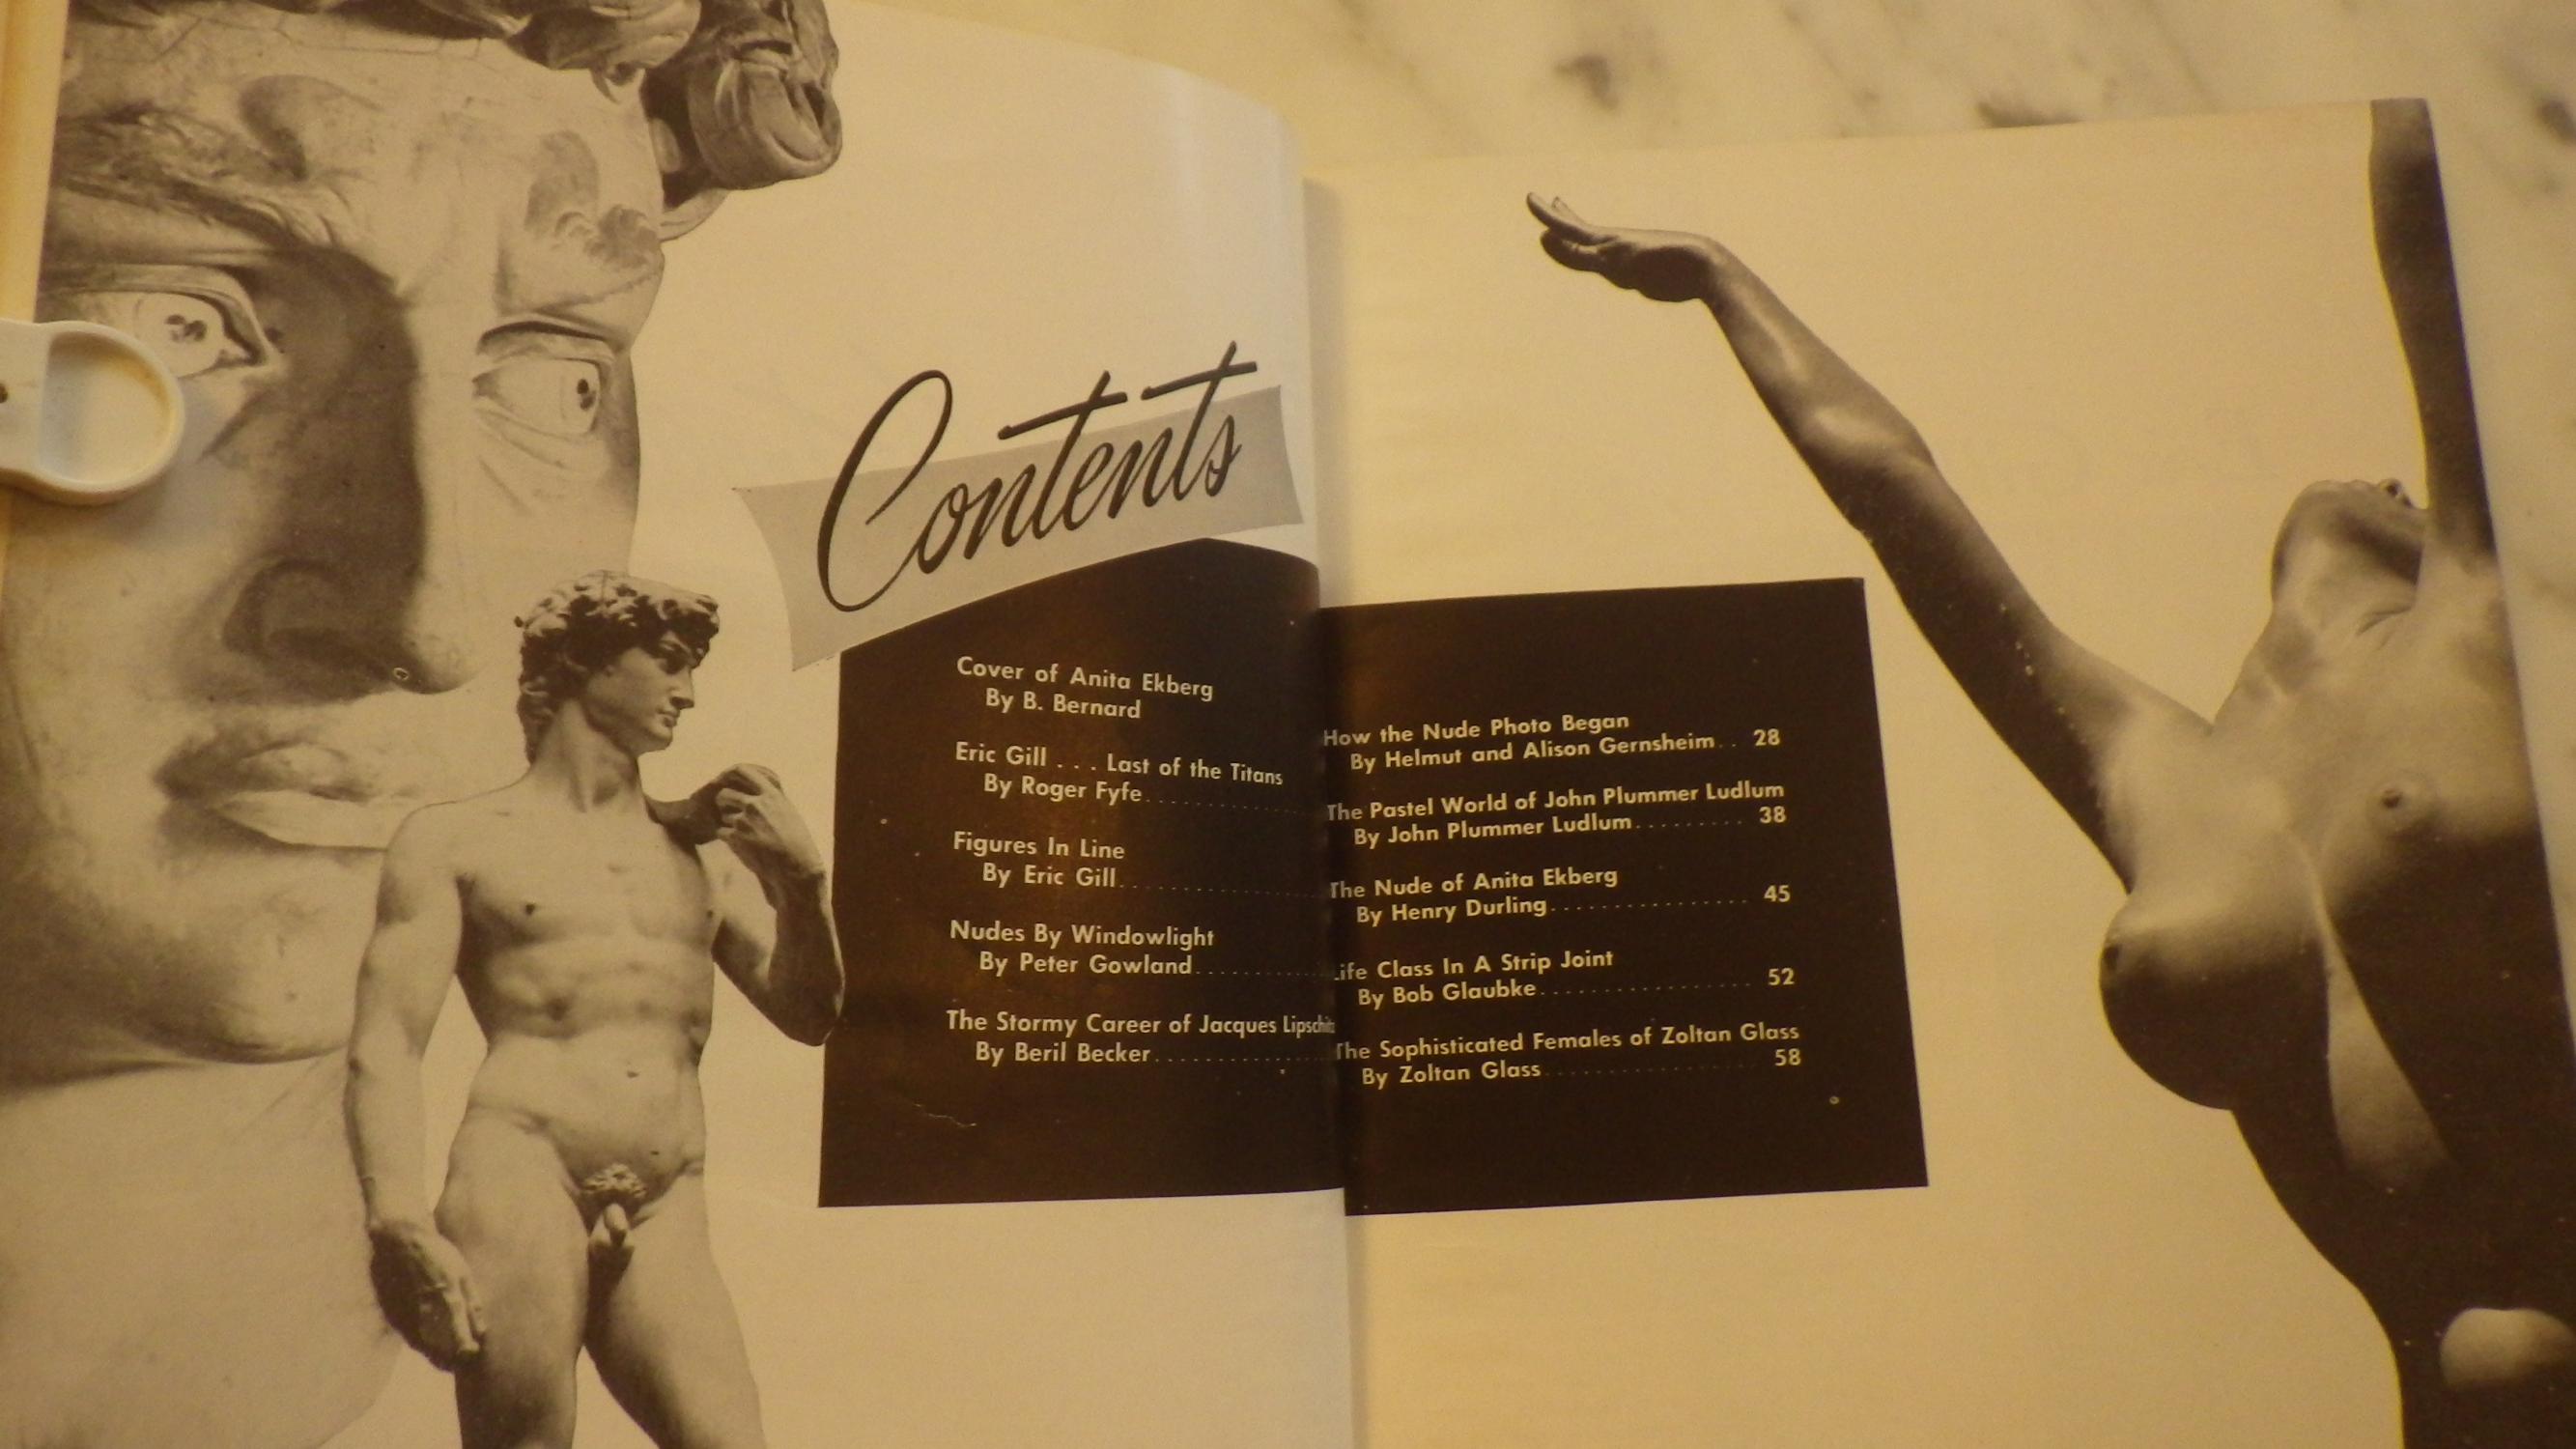 Contents
Cover of Anita Ekberg
By B. Bernard
Eric Gill . . . Last of the Titans
By Roger Fyfe
Figures In Line
By Eric Gill
Nudes By Windowlight
By Peter Gowland
The Stormy Career of Jacques Lipschitz
By Beril Becker
How the Nude Photo Began
By Helmut and Alison Gernsheim . . 28
The Pastel World of John Plummer Ludlum
By John Plummer Ludlum . . . . . . . . . 38
The Nude of Anita Ekberg
By Henry Durling . . . . . . . . . . . . . . . . 45
Life Class In A Strip Joint
By Bob Glaubke . . . . . . . . . . . . . . . . . 52
The Sophisticated Females of Zoltan Glass
By Zoltan Glass . . . . . . . . . . . . . . . . . 58